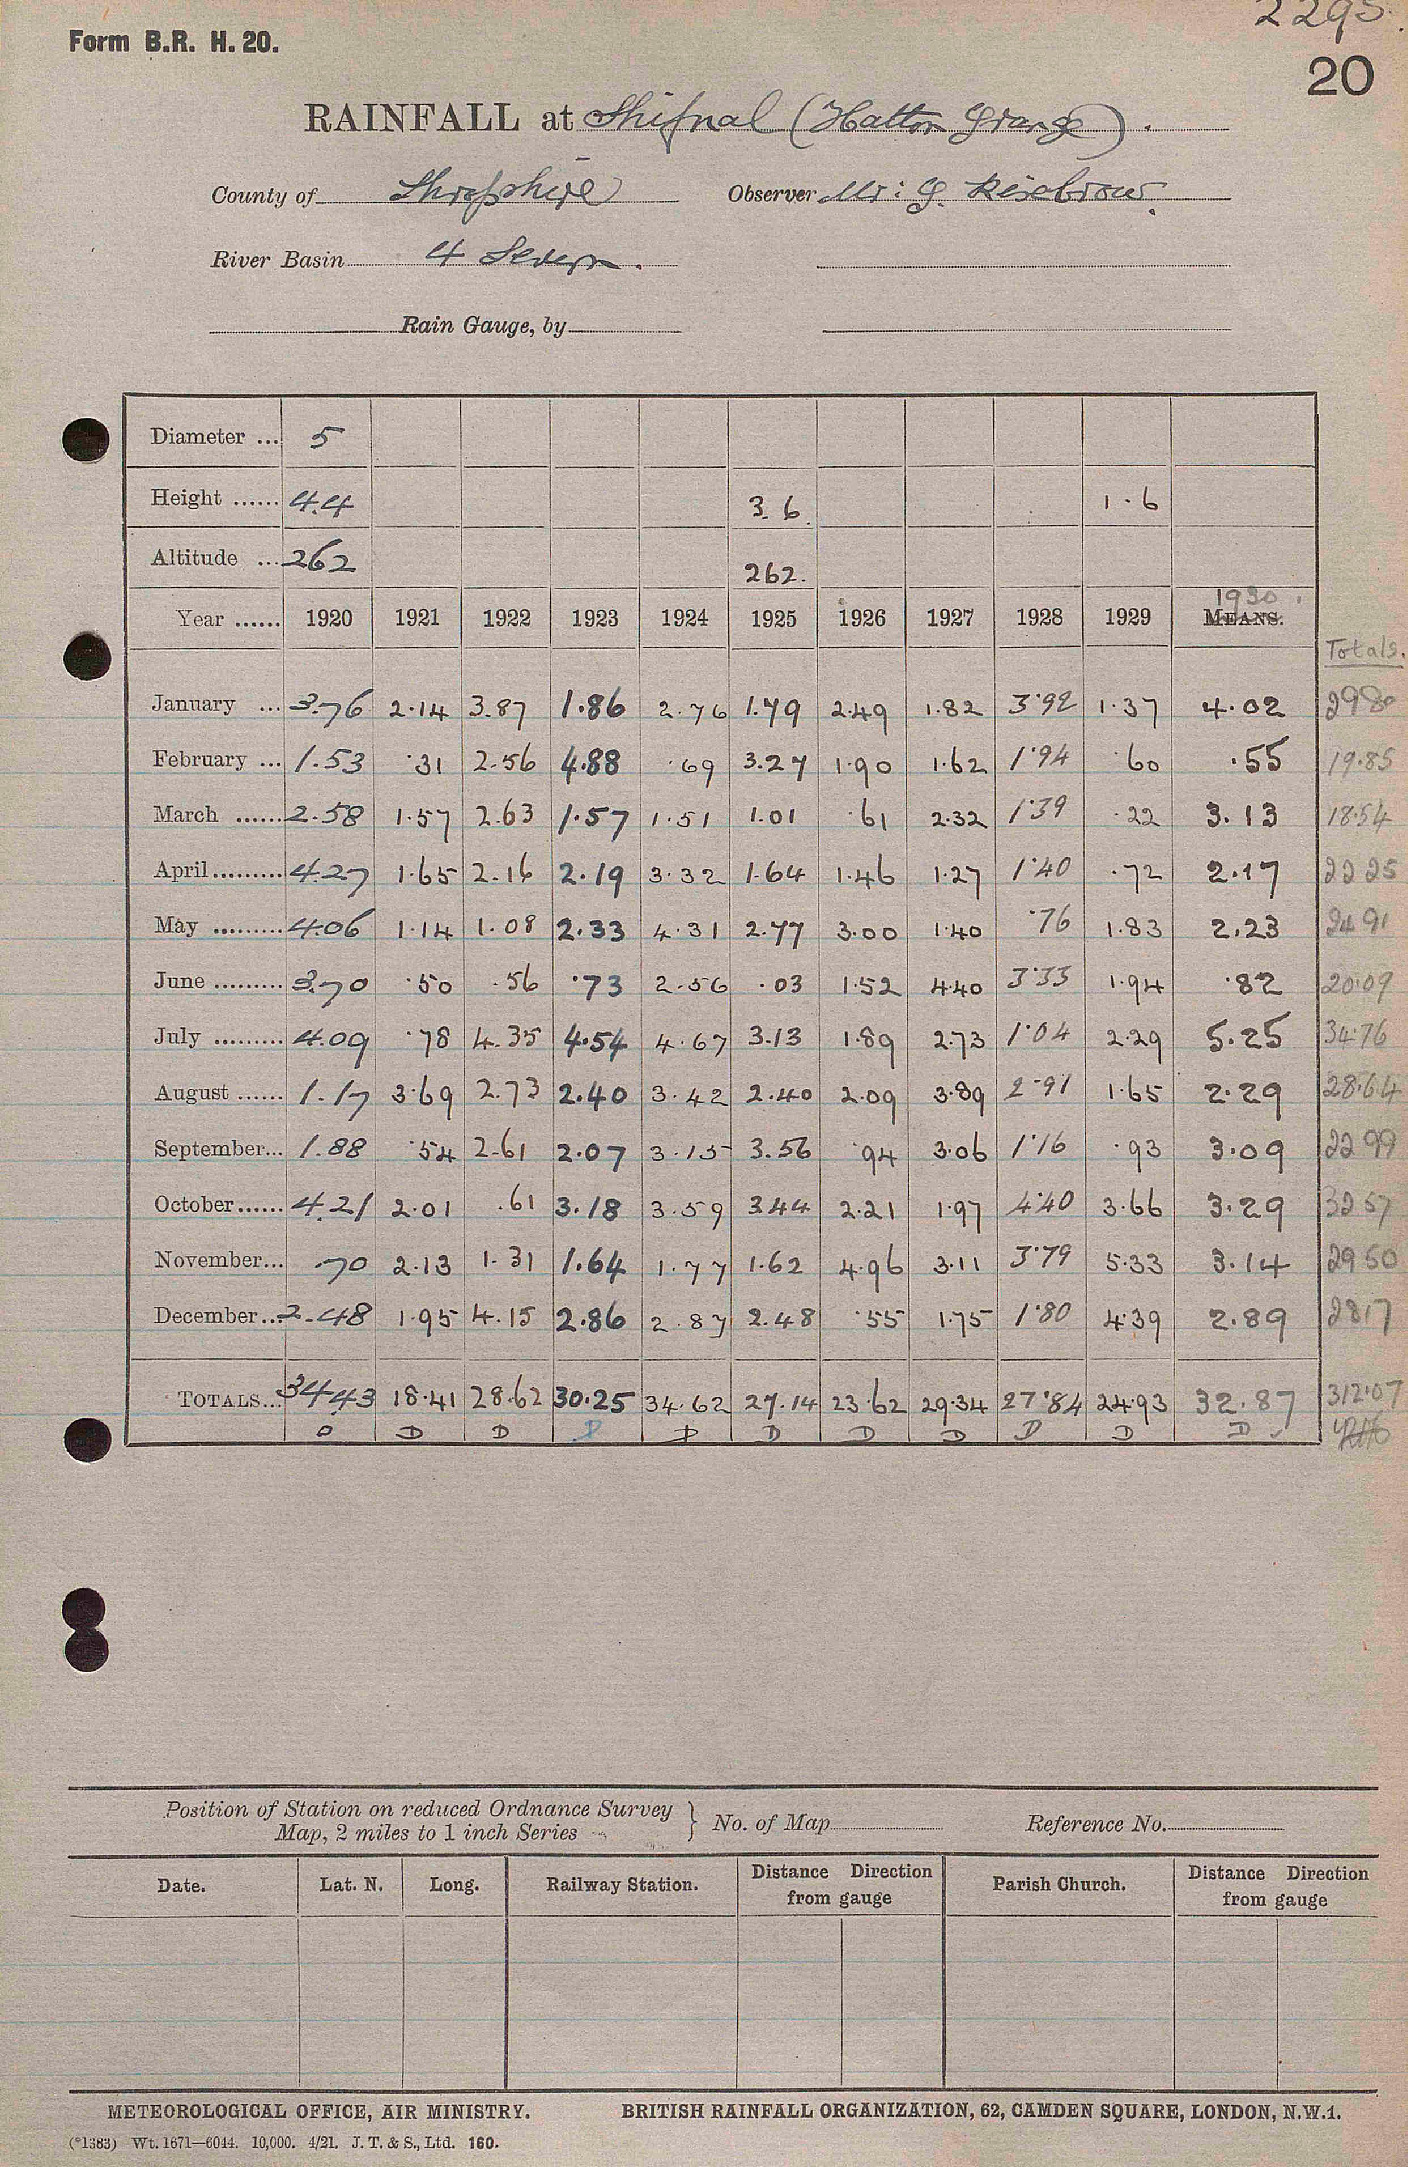 2295.
Form B.R. H. 20.
20
RAINFALL at Shifnal (Hatton Grange).
County of Shropshire Observer Mr: G.
River Basin 4 Severn.
Rain Gauge, by
Diameter ... 5
Height ...... 4.4 3.6 1.6
Altitude ... 262 262.
Year ...... 1920 1921 1922 1923 1924 1925 1926 1927 1928 1929 MEANS. 1930.
Totals.
January ... 3.76 2.14 3.87 1.86 2.76 1.79 2.49 1.82 3.92 1.37 4.02 2980
February ... 1.53 .31 2.56 4.88 .69 3.27 1.90 1.62 1.94 .60 .55 19.85
March ...... 2.58 1.57 2.63 1.57 1.51 1.01 .61 2.32 1.39 .22 3.13 18.54
April......... 4.27 1.65 2.16 2.19 3.32 1.64 1.46 1.27 1.40 .72 2.17 22 25
May ......... 4.06 1.14 1.08 2.33 4.31 2.77 3.00 1.40 .76 1.83 2.23 24 91
June ......... 3.70 .50 .56 .73 2.56 .03 1.52 4.40 3.33 1.94 .82 20.09
July ......... 4.09 .78 4.35 4.54 4.67 3.13 1.89 2.73 1.04 2.29 5.25 34.76
August ...... 1.17 3.69 2.73 2.40 3.42 2.40 2.09 3.89 2.91 1.65 2.29 28.64
September... 1.88 .54 2.61 2.07 3.15 3.56 .94 3.06 1.16 .93 3.09 22 99
October...... 4.21 2.01 .61 3.18 3.59 3.44 2.21 1.97 4.40 3.66 3.29 32 57
November... .70 2.13 1.31 1.64 1.77 1.62 4.96 3.11 3.79 5.33 3.14 29 50
December... 2.48 1.95 4.15 2.86 2.87 2.48 .55 1.75 1.80 4.39 2.89 2817
TOTALS... 34.43 18.41 28.62 30.25 34.62 27.14 23.62 29.34 27.84 24.93 32.87 312.07
D D D D D D D D D D D
Position of Station on reduced Ordnance Survey
Map, 2 miles to 1 inch Series } No. of Map Reference No.
Date. Lat. N. Long. Railway Station. Distance Direction from gauge Parish Church. Distance Direction from gauge
METEOROLOGICAL OFFICE, AIR MINISTRY. BRITISH RAINFALL ORGANIZATION, 62, CAMDEN SQUARE, LONDON, N.W.1.
(*1383) Wt. 1671—6044. 10,000. 4/21. J. T. & S., Ltd. 160.